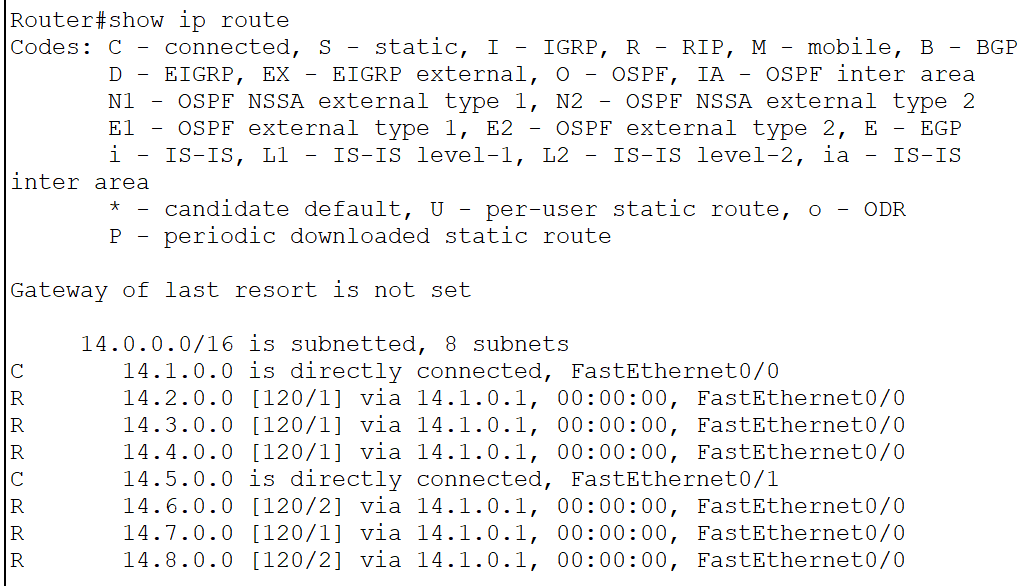 Router#show ip route
Codes: C - connected, S - static, I - IGRP, R - RIP, M - mobile, B - BGP
       D - EIGRP, EX - EIGRP external, O - OSPF, IA - OSPF inter area
       N1 - OSPF NSSA external type 1, N2 - OSPF NSSA external type 2
       E1 - OSPF external type 1, E2 - OSPF external type 2, E - EGP
       i - IS-IS, L1 - IS-IS level-1, L2 - IS-IS level-2, ia - IS-IS
inter area
       * - candidate default, U - per-user static route, o - ODR
       P - periodic downloaded static route

Gateway of last resort is not set

     14.0.0.0/16 is subnetted, 8 subnets
C       14.1.0.0 is directly connected, FastEthernet0/0
R       14.2.0.0 [120/1] via 14.1.0.1, 00:00:00, FastEthernet0/0
R       14.3.0.0 [120/1] via 14.1.0.1, 00:00:00, FastEthernet0/0
R       14.4.0.0 [120/1] via 14.1.0.1, 00:00:00, FastEthernet0/0
C       14.5.0.0 is directly connected, FastEthernet0/1
R       14.6.0.0 [120/2] via 14.1.0.1, 00:00:00, FastEthernet0/0
R       14.7.0.0 [120/1] via 14.1.0.1, 00:00:00, FastEthernet0/0
R       14.8.0.0 [120/2] via 14.1.0.1, 00:00:00, FastEthernet0/0